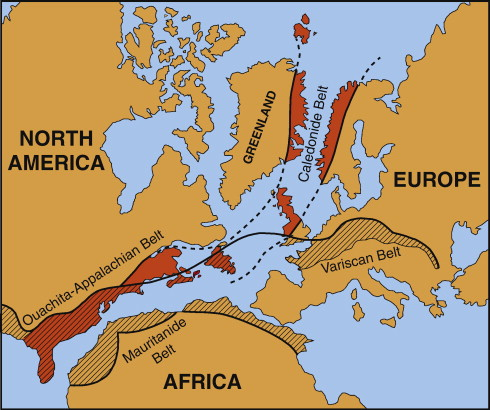 NORTH
AMERICA
GREENLAND
Caledonide Belt
EUROPE
Ouachita-Appalachian Belt
Variscan Belt
Mauritanide
Belt
AFRICA